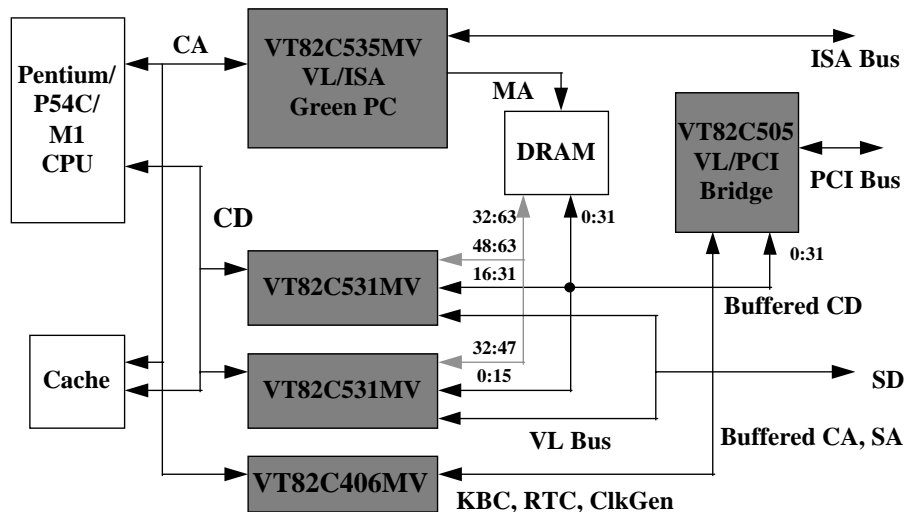 CA
VT82C535MV
VL/ISA
Green PC
ISA Bus
Pentium/
P54C/
M1
CPU
MA
DRAM
VT82C505
VL/PCI
Bridge
PCI Bus
CD
32:63
0:31
48:63
16:31
0:31
VT82C531MV
Buffered CD
32:47
0:15
Cache
VT82C531MV
SD
VL Bus
Buffered CA, SA
VT82C406MV
KBC, RTC, ClkGen